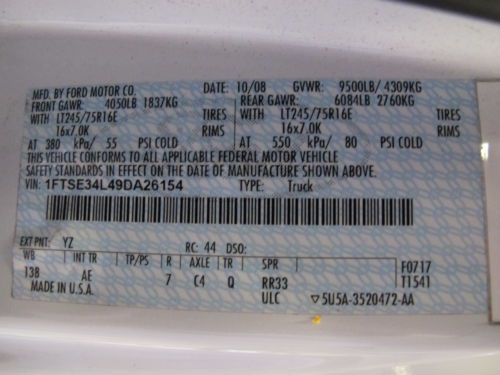 MFD. BY FORD MOTOR CO. DATE: 10/08 GVWR: 9500LB/ 4309KG
FRONT GAWR: 4050LB 1837KG REAR GAWR: 6084LB 2760KG
WITH LT245/75R16E TIRES WITH LT245/75R16E TIRES
16x7.0K RIMS 16x7.0K RIMS
AT 380 kPa/ 55 PSI COLD AT 550 kPa/ 80 PSI COLD
THIS VEHICLE CONFORMS TO ALL APPLICABLE FEDERAL MOTOR VEHICLE
SAFETY STANDARDS IN EFFECT ON THE DATE OF MANUFACTURE SHOWN ABOVE.
VIN: 1FTSE34L49DA26154 TYPE: Truck
EXT PNT: YZ RC: 44 DSO:
WB INT TR TP/PS R AXLE TR SPR F0717
138 AE 7 C4 Q RR33 T1541
MADE IN U.S.A. ULC ▽5U5A-3520472-AA